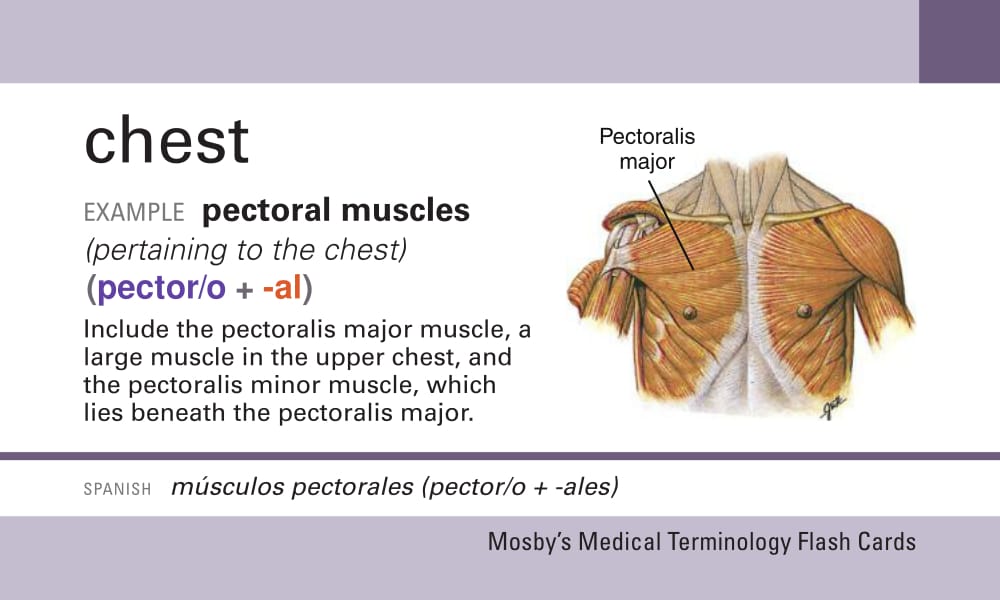 chest
EXAMPLE pectoral muscles
(pertaining to the chest)
(pector/o + -al)
Include the pectoralis major muscle, a
large muscle in the upper chest, and
the pectoralis minor muscle, which
lies beneath the pectoralis major.
Pectoralis
major
SPANISH músculos pectorales (pector/o + -ales)
Mosby’s Medical Terminology Flash Cards